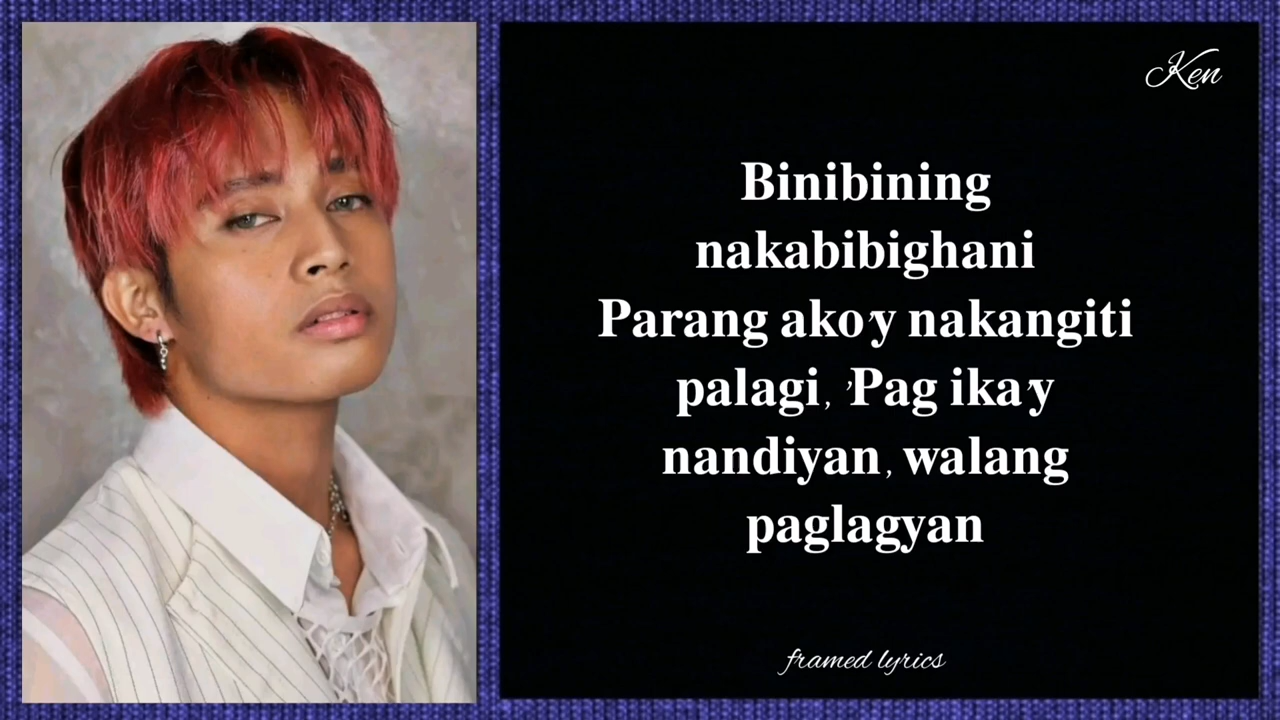 Ken
Binibining
nakabibighani
Parang ako'y nakangiti
palagi, 'Pag ika'y
nandiyan, walang
paglagyan
framed lyrics